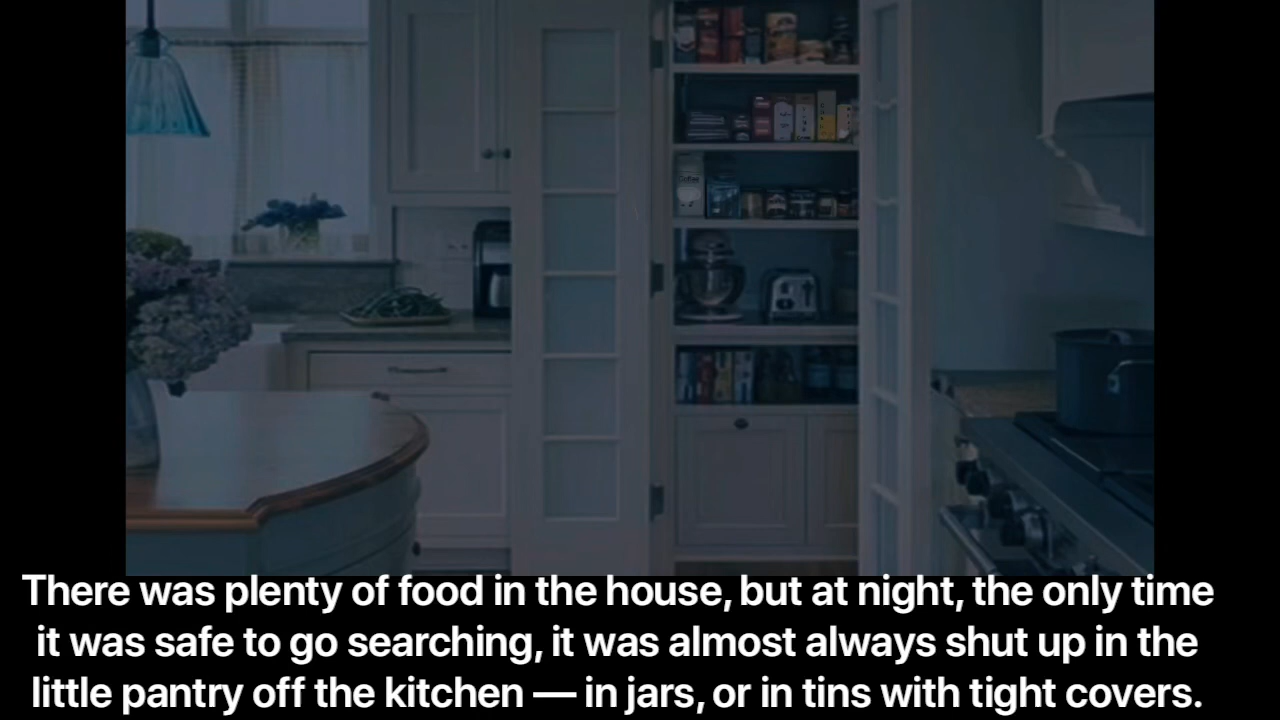 There was plenty of food in the house, but at night, the only time
it was safe to go searching, it was almost always shut up in the
little pantry off the kitchen — in jars, or in tins with tight covers.